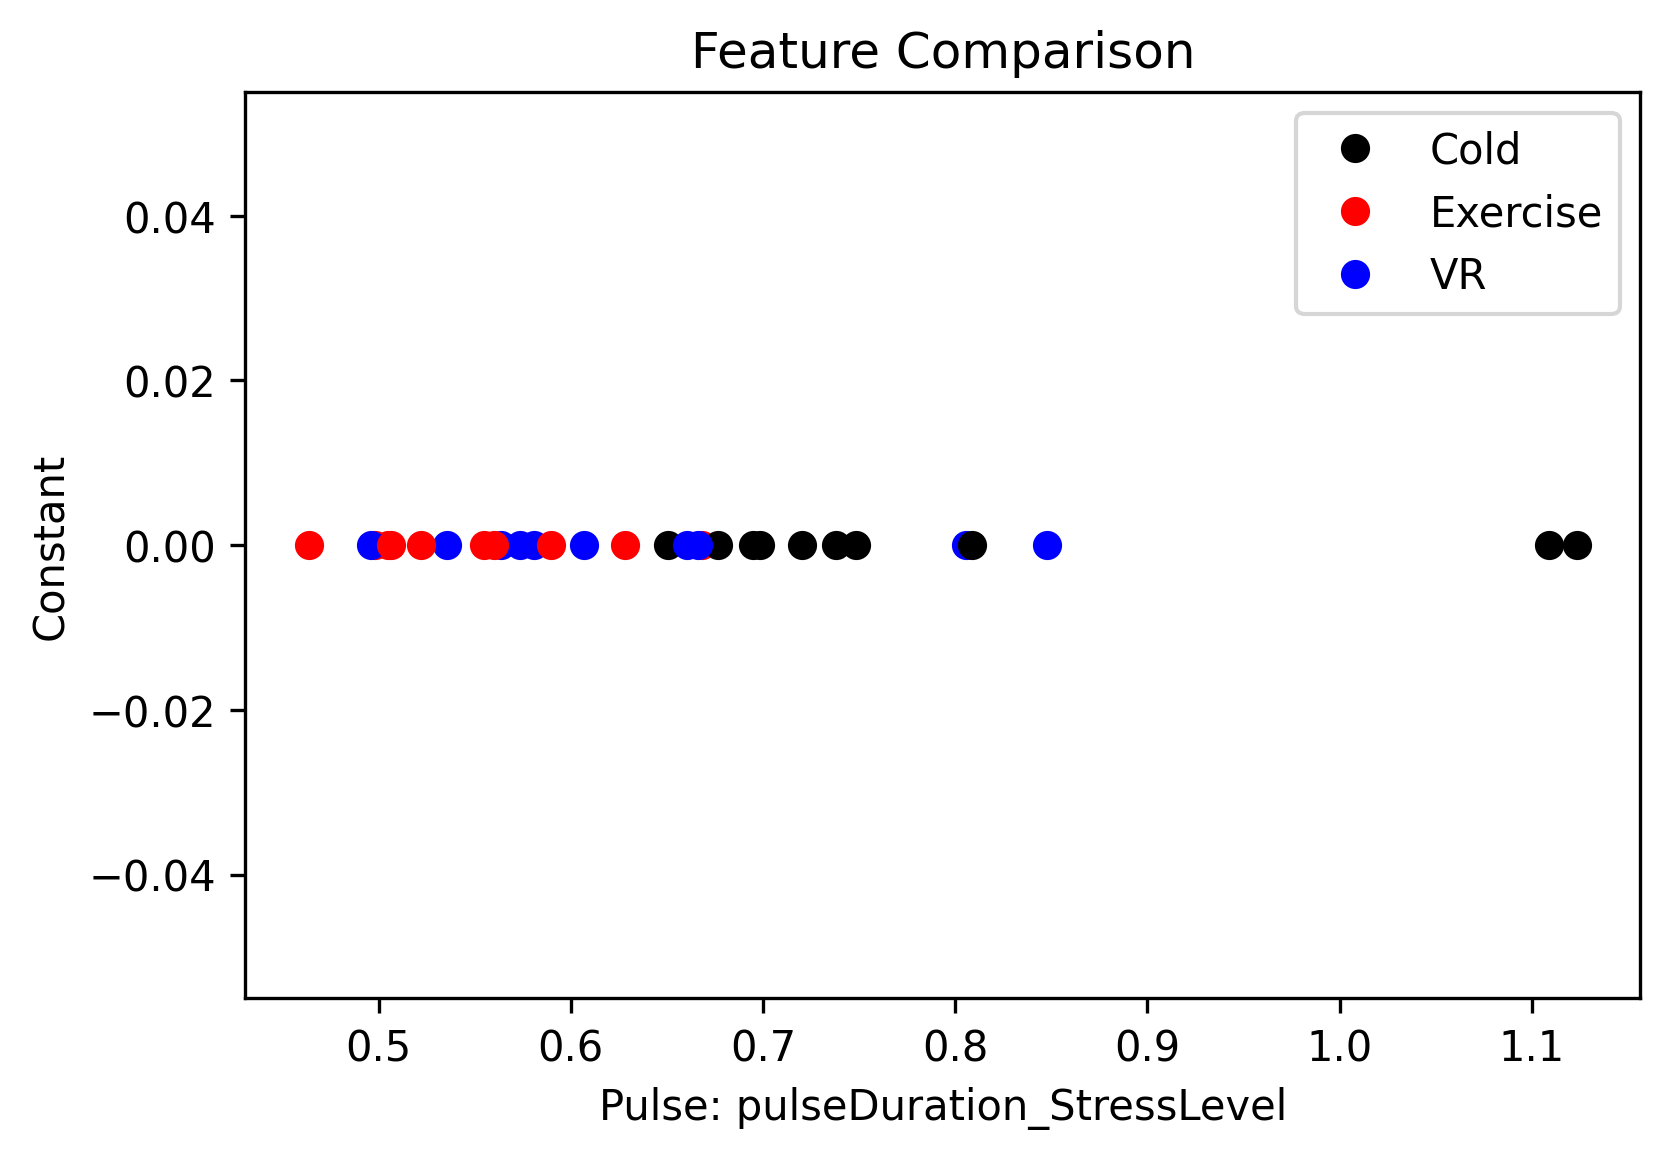 Feature Comparison
Cold
Exercise
VR
0.04
0.02
0.00
−0.02
−0.04
Constant
0.5 0.6 0.7 0.8 0.9 1.0 1.1
Pulse: pulseDuration_StressLevel